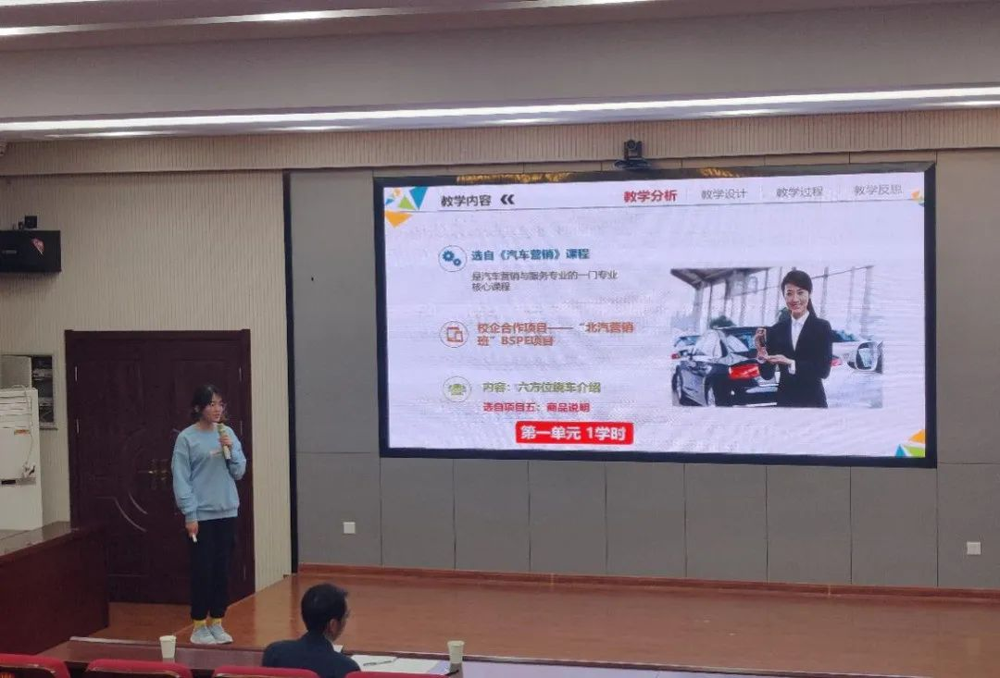 教学内容 《
教学分析 教学设计 教学过程 教学反思
选自《汽车营销》课程
是汽车营销与服务专业的一门专业
核心课程
校企合作项目——“北汽营销
班”BSPE项目
内容：六方位绕车介绍
选自项目五：商品说明
第一单元 1学时